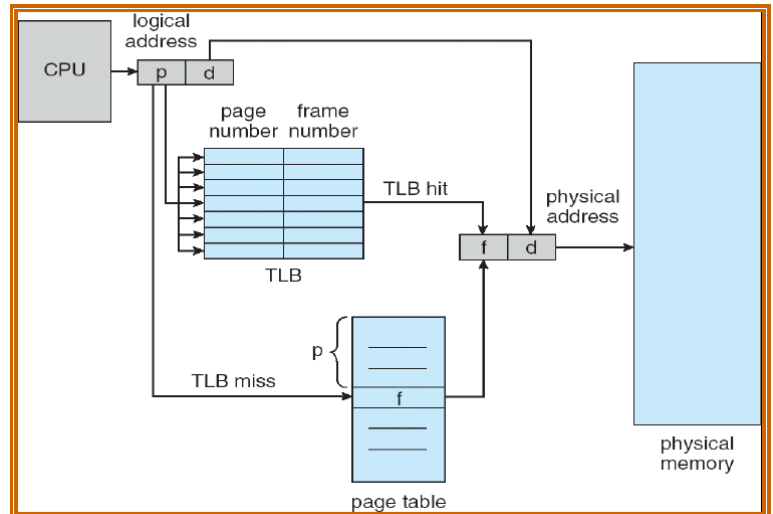 logical
address
CPU
p d
page frame
number number
TLB hit
physical
address
f d
TLB
p
TLB miss
f
physical
memory
page table